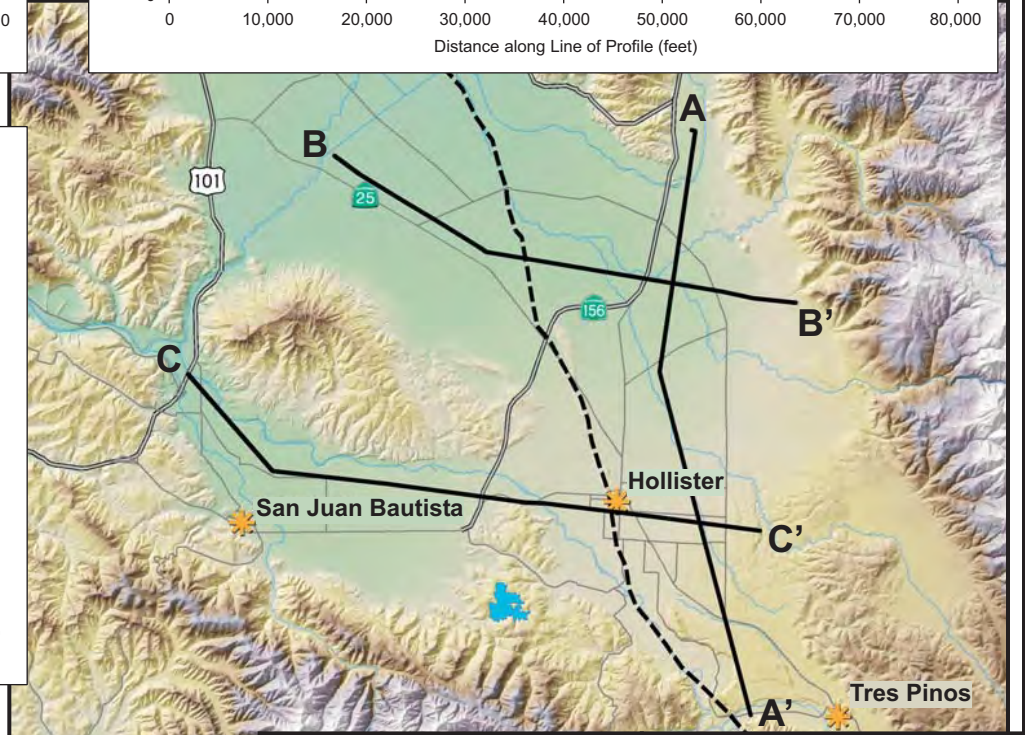 0
0 10,000 20,000 30,000 40,000 50,000 60,000 70,000 80,000
Distance along Line of Profile (feet)
A
B
101
25
156
B’
C
Hollister
San Juan Bautista
C’
Tres Pinos
A’